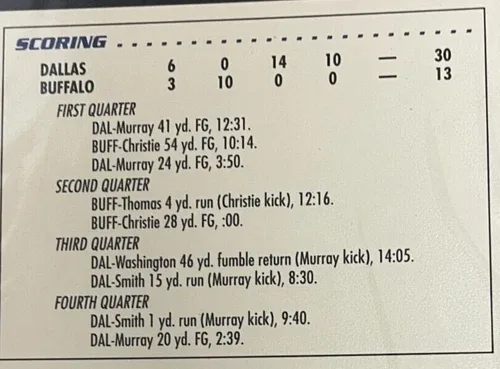 SCORING - - - - - - - - - - - - - - - - - - - - - - - - - - - - - -
DALLAS 6 0 14 10 — 30
BUFFALO 3 10 0 0 — 13
FIRST QUARTER
DAL-Murray 41 yd. FG, 12:31.
BUFF-Christie 54 yd. FG, 10:14.
DAL-Murray 24 yd. FG, 3:50.
SECOND QUARTER
BUFF-Thomas 4 yd. run (Christie kick), 12:16.
BUFF-Christie 28 yd. FG, :00.
THIRD QUARTER
DAL-Washington 46 yd. fumble return (Murray kick), 14:05.
DAL-Smith 15 yd. run (Murray kick), 8:30.
FOURTH QUARTER
DAL-Smith 1 yd. run (Murray kick), 9:40.
DAL-Murray 20 yd. FG, 2:39.